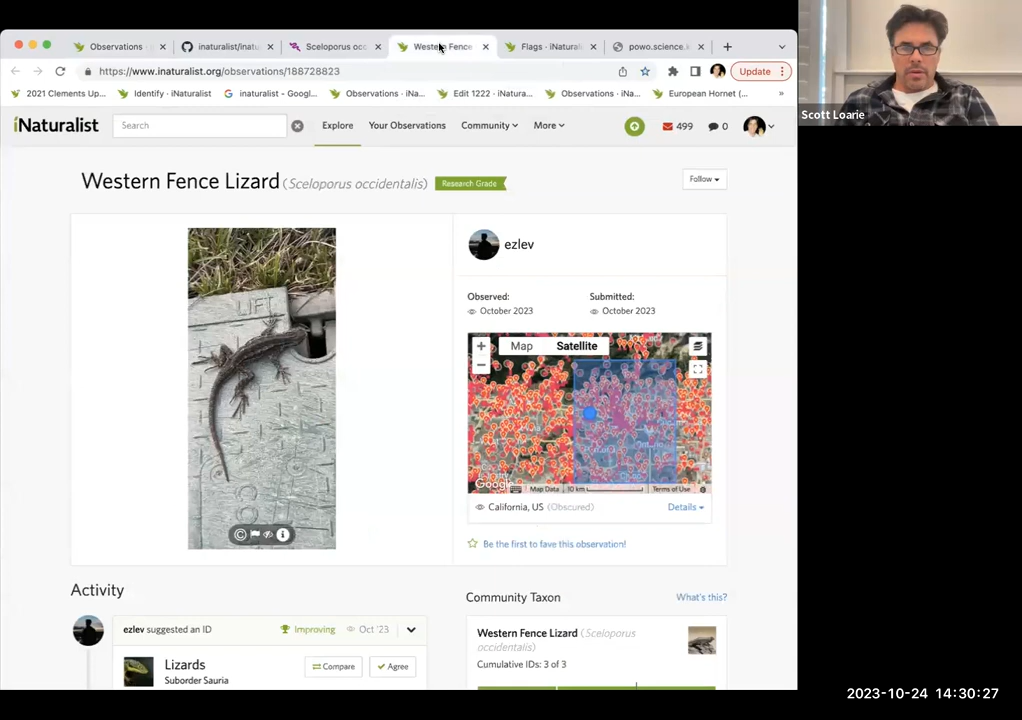 Observations ·
inaturalist/inatu
Sceloporus occ
Western Fence
Flags · iNatural
powo.science.k
https://www.inaturalist.org/observations/188728823
Update
2021 Clements Up...
Identify · iNaturalist
inaturalist - Googl...
Observations · iNa...
Edit 1222 · iNatura...
Observations · iNa...
European Hornet (...
»
iNaturalist
Search
Explore
Your Observations
Community
More
499
0
Scott Loarie
Western Fence Lizard (Sceloporus occidentalis)
Research Grade
Follow
LIFT
ezlev
Observed:
Submitted:
October 2023
October 2023
Map
Satellite
Google
Map Data
10 km
Terms of Use
California, US (Obscured)
Details
Be the first to fave this observation!
Activity
ezlev suggested an ID
Improving
Oct '23
Lizards
Suborder Sauria
Compare
Agree
Community Taxon
What's this?
Western Fence Lizard (Sceloporus
occidentalis)
Cumulative IDs: 3 of 3
2023-10-24 14:30:27